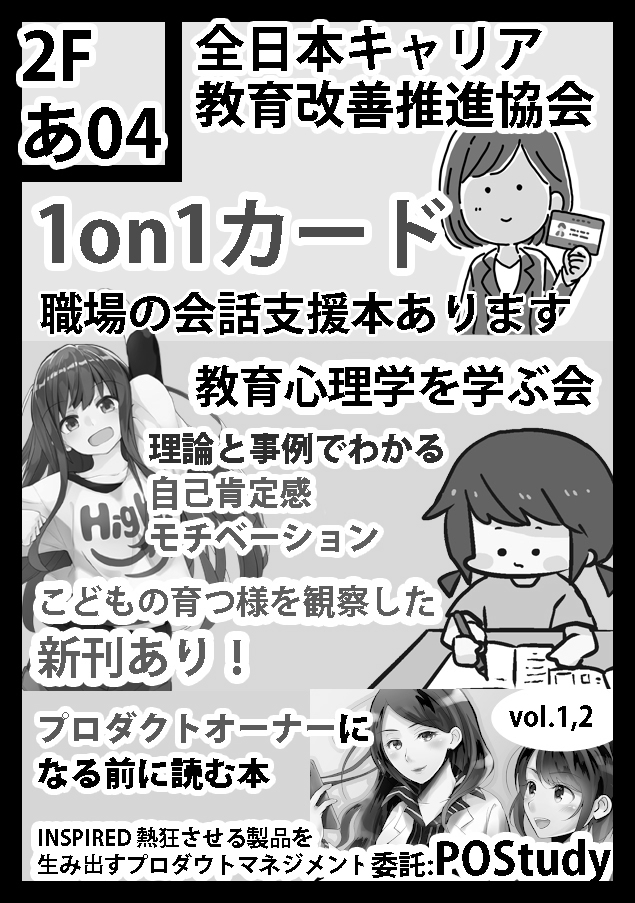 2F
あ04
全日本キャリア
教育改善推進協会
1on1カード
職場の会話支援本あります
教育心理学を学ぶ会
理論と事例でわかる
自己肯定感
モチベーション
High
こどもの育つ様を観察した
新刊あり！
プロダクトオーナーに
なる前に読む本
vol.1,2
INSPIRED 熱狂させる製品を
生み出すプロダウトマネジメント 委託:POStudy